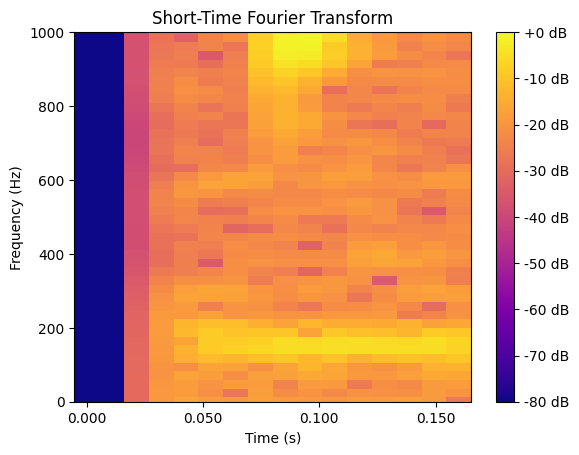 Short-Time Fourier Transform
1000
800
600
400
200
0
Frequency (Hz)
0.000
0.050
0.100
0.150
Time (s)
+0 dB
-10 dB
-20 dB
-30 dB
-40 dB
-50 dB
-60 dB
-70 dB
-80 dB